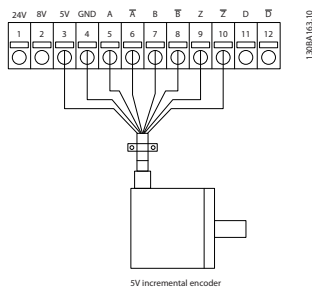 24V 8V 5V GND A A̅ B B̅ Z Z̅ D D̅
1 2 3 4 5 6 7 8 9 10 11 12
130BA163.10
5V incremental encoder